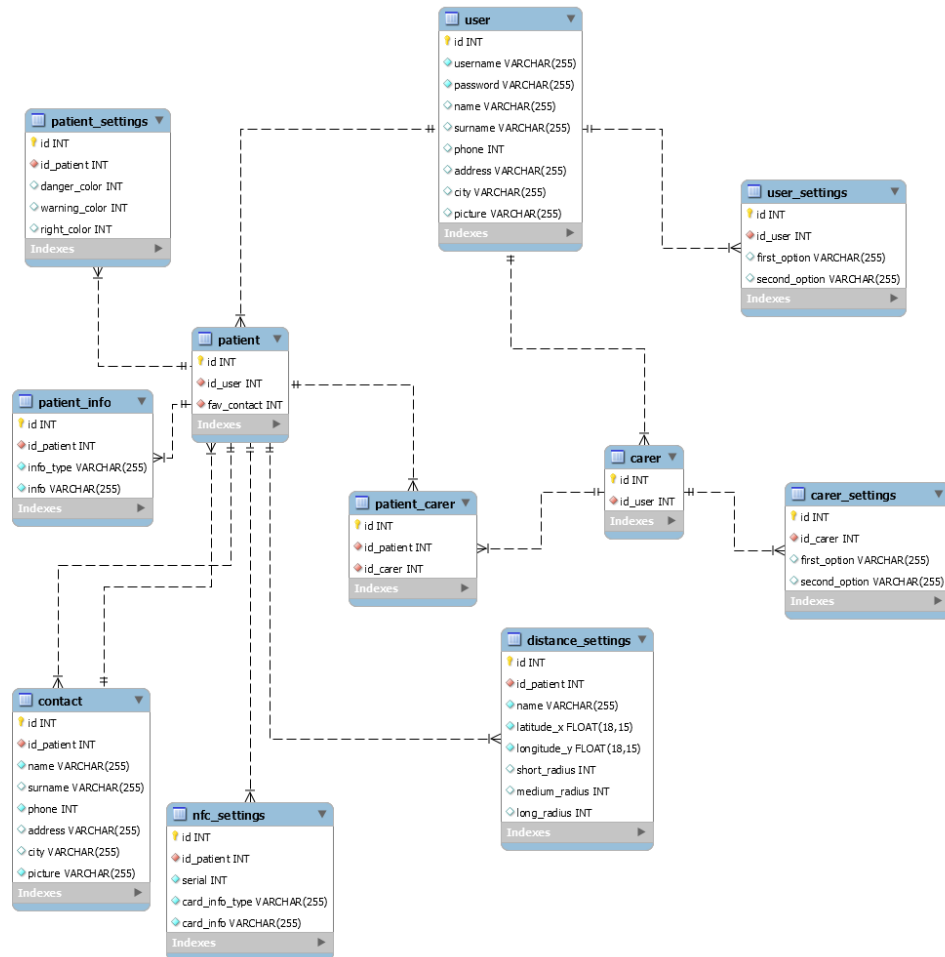 user
id INT
username VARCHAR(255)
password VARCHAR(255)
name VARCHAR(255)
surname VARCHAR(255)
phone INT
address VARCHAR(255)
city VARCHAR(255)
picture VARCHAR(255)
Indexes
patient_settings
id INT
id_patient INT
danger_color INT
warning_color INT
right_color INT
Indexes
user_settings
id INT
id_user INT
first_option VARCHAR(255)
second_option VARCHAR(255)
Indexes
patient
id INT
id_user INT
fav_contact INT
Indexes
patient_info
id INT
id_patient INT
info_type VARCHAR(255)
info VARCHAR(255)
Indexes
carer
id INT
id_user INT
Indexes
patient_carer
id INT
id_patient INT
id_carer INT
Indexes
carer_settings
id INT
id_carer INT
first_option VARCHAR(255)
second_option VARCHAR(255)
Indexes
distance_settings
id INT
id_patient INT
name VARCHAR(255)
latitude_x FLOAT(18,15)
longitude_y FLOAT(18,15)
short_radius INT
medium_radius INT
long_radius INT
Indexes
contact
id INT
id_patient INT
name VARCHAR(255)
surname VARCHAR(255)
phone INT
address VARCHAR(255)
city VARCHAR(255)
picture VARCHAR(255)
Indexes
nfc_settings
id INT
id_patient INT
serial INT
card_info_type VARCHAR(255)
card_info VARCHAR(255)
Indexes